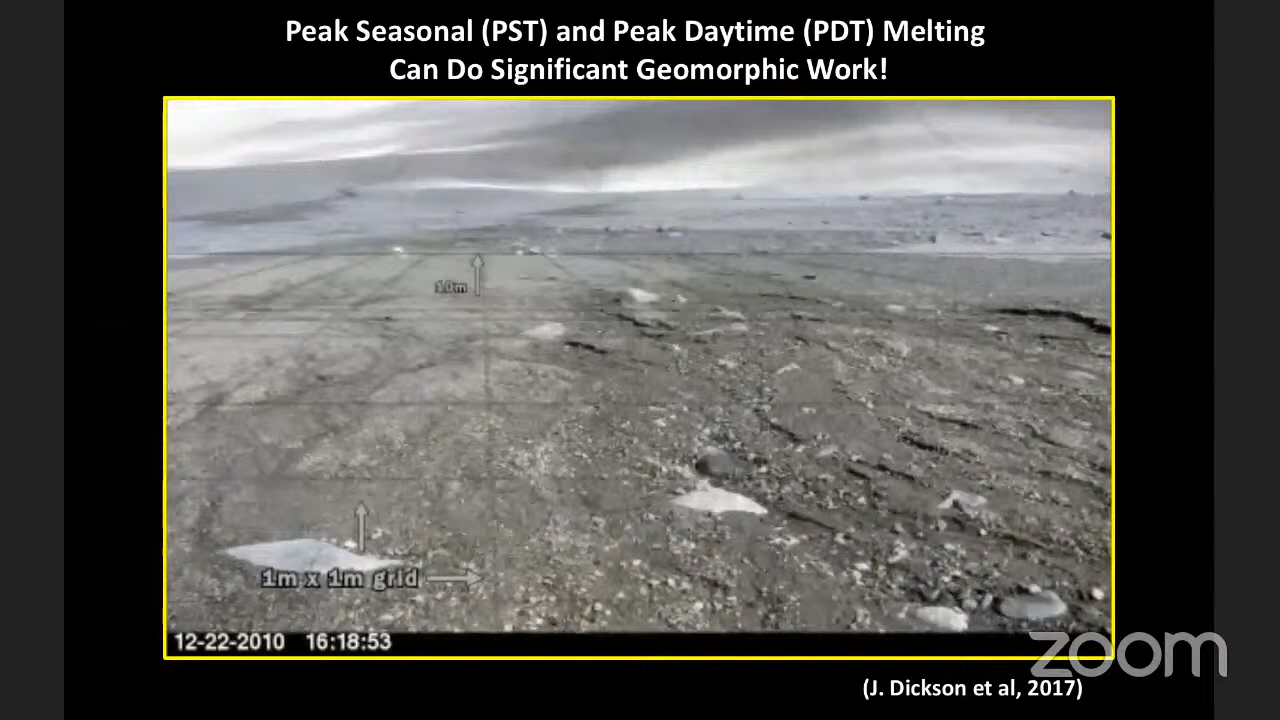 Peak Seasonal (PST) and Peak Daytime (PDT) Melting
Can Do Significant Geomorphic Work!
10m
1m x 1m grid
12-22-2010 16:18:53
zoom
(J. Dickson et al, 2017)